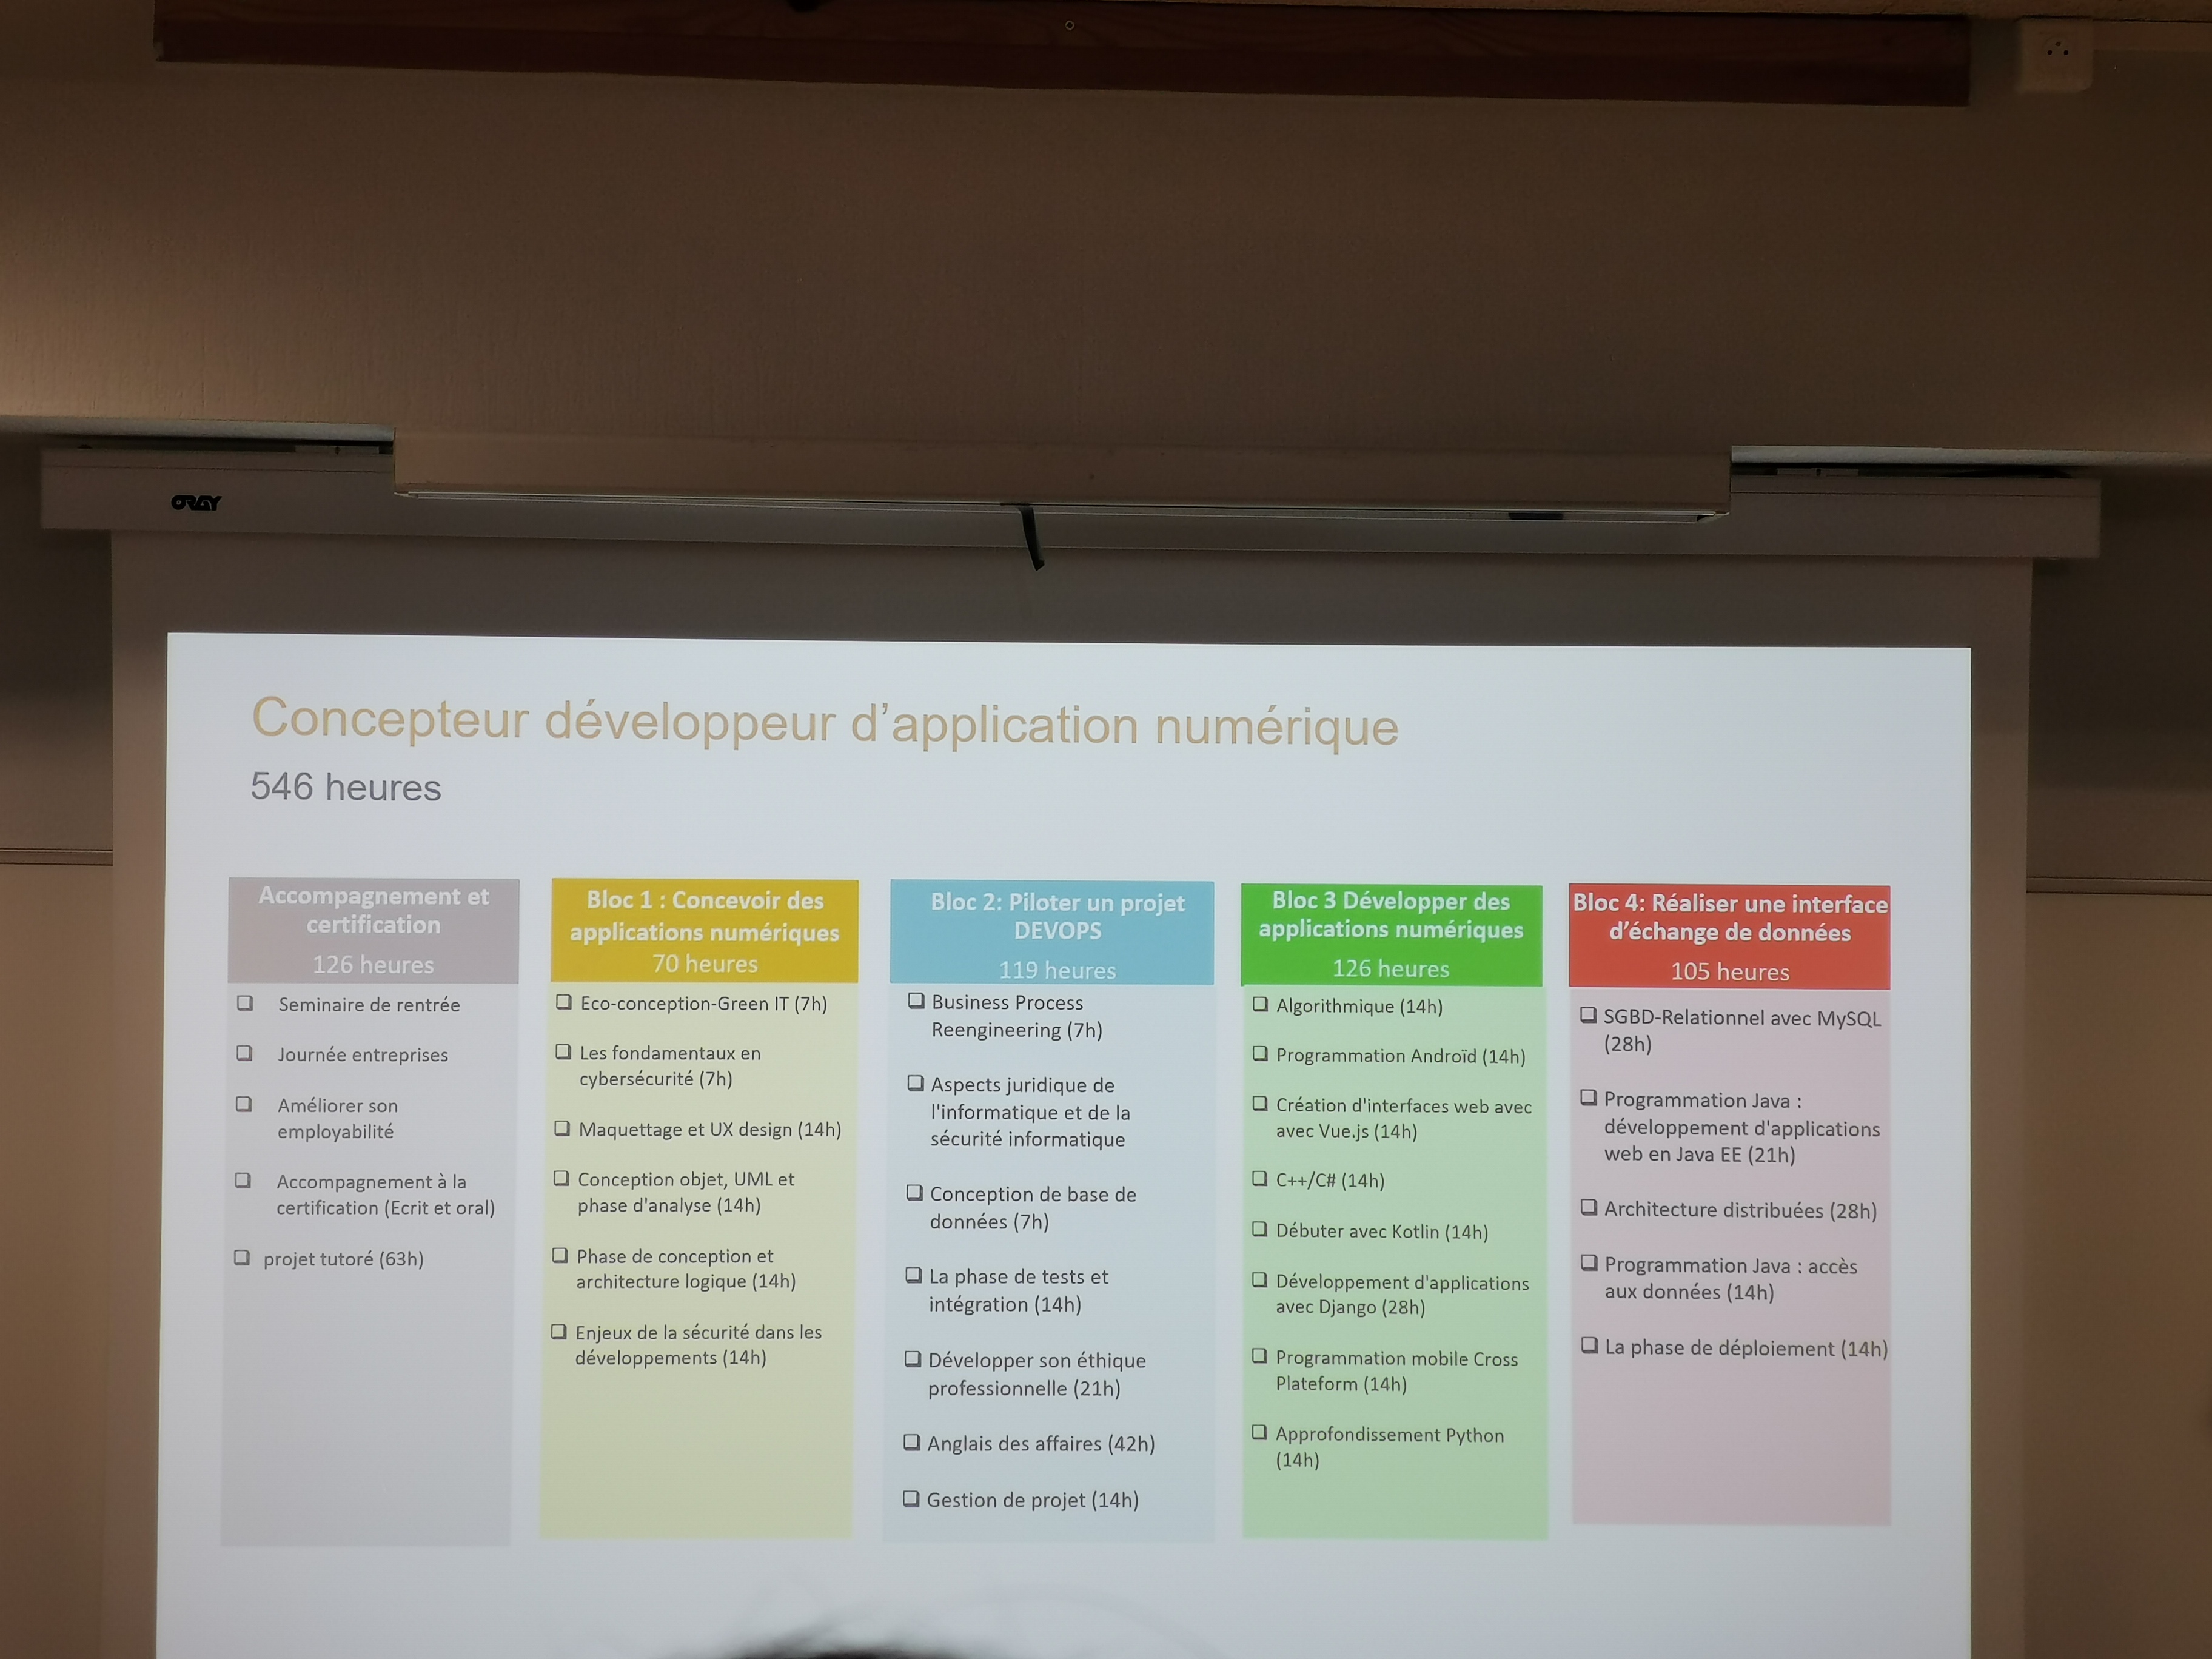 ORAY
Concepteur développeur d'application numérique
546 heures
Accompagnement et
certification
126 heures
❑ Seminaire de rentrée
❑ Journée entreprises
❑ Améliorer son
employabilité
❑ Accompagnement à la
certification (Ecrit et oral)
❑ projet tutoré (63h)
Bloc 1 : Concevoir des
applications numériques
70 heures
❑ Eco-conception-Green IT (7h)
❑ Les fondamentaux en
cybersécurité (7h)
❑ Maquettage et UX design (14h)
❑ Conception objet, UML et
phase d'analyse (14h)
❑ Phase de conception et
architecture logique (14h)
❑ Enjeux de la sécurité dans les
développements (14h)
Bloc 2: Piloter un projet
DEVOPS
119 heures
❑ Business Process
Reengineering (7h)
❑ Aspects juridique de
l'informatique et de la
sécurité informatique
❑ Conception de base de
données (7h)
❑ La phase de tests et
intégration (14h)
❑ Développer son éthique
professionnelle (21h)
❑ Anglais des affaires (42h)
❑ Gestion de projet (14h)
Bloc 3 Développer des
applications numériques
126 heures
❑ Algorithmique (14h)
❑ Programmation Androïd (14h)
❑ Création d'interfaces web avec
avec Vue.js (14h)
❑ C++/C# (14h)
❑ Débuter avec Kotlin (14h)
❑ Développement d'applications
avec Django (28h)
❑ Programmation mobile Cross
Plateform (14h)
❑ Approfondissement Python
(14h)
Bloc 4: Réaliser une interface
d'échange de données
105 heures
❑ SGBD-Relationnel avec MySQL
(28h)
❑ Programmation Java :
développement d'applications
web en Java EE (21h)
❑ Architecture distribuées (28h)
❑ Programmation Java : accès
aux données (14h)
❑ La phase de déploiement (14h)